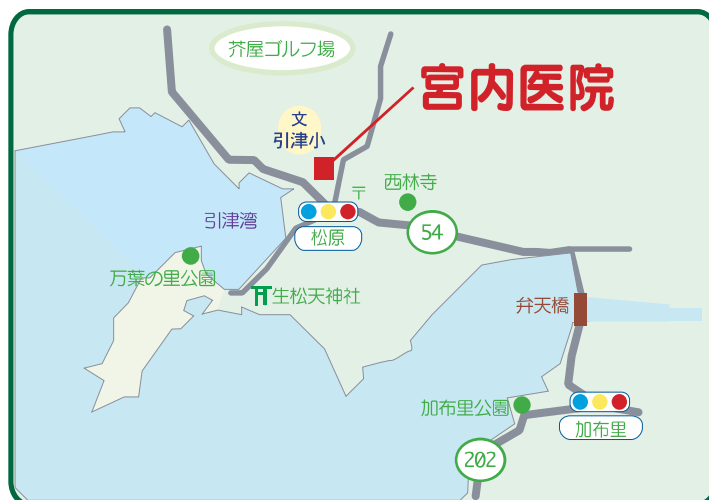 芥屋ゴルフ場
宮内医院
文
引津小
〒
西林寺
引津湾
松原
54
万葉の里公園
生松天神社
弁天橋
加布里公園
加布里
202